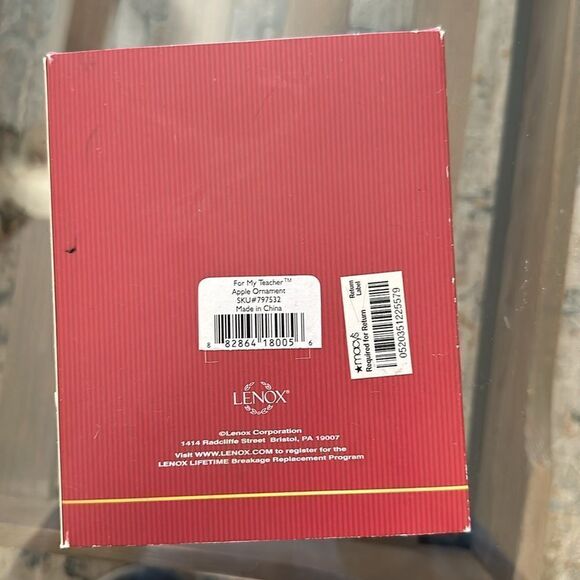 For My Teacher™
Apple Ornament
SKU#797532
Made in China
8 82864 18005 6
★macys
Required for Return
Return
Label
0520351225579
LENOX®
©Lenox Corporation
1414 Radcliffe Street Bristol, PA 19007
Visit WWW.LENOX.COM to register for the
LENOX LIFETIME Breakage Replacement Program